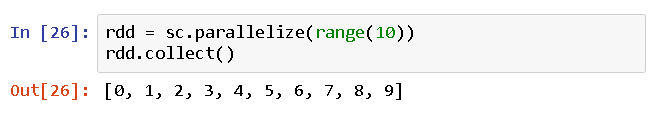 In [26]: rdd = sc.parallelize(range(10))
rdd.collect()
Out[26]: [0, 1, 2, 3, 4, 5, 6, 7, 8, 9]